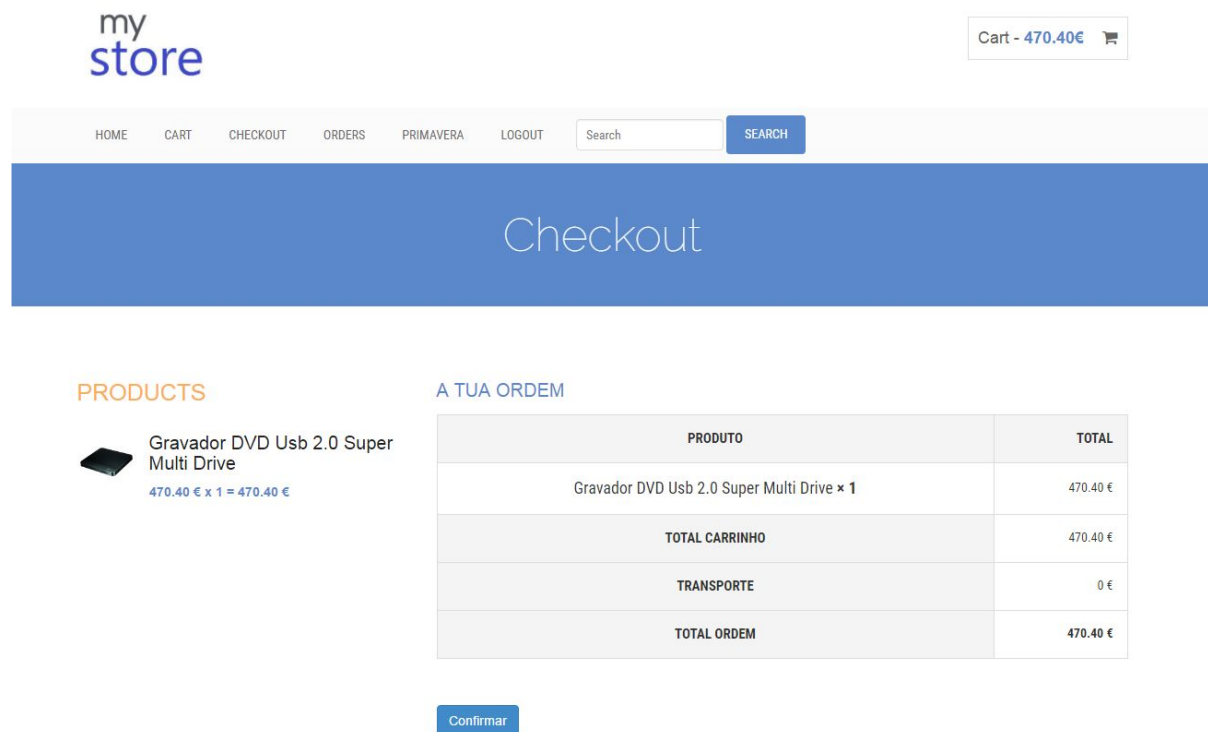 my
store
Cart - 470.40€
HOME CART CHECKOUT ORDERS PRIMAVERA LOGOUT Search SEARCH
Checkout
PRODUCTS
Gravador DVD Usb 2.0 Super
Multi Drive
470.40 € x 1 = 470.40 €
A TUA ORDEM
PRODUTO TOTAL
Gravador DVD Usb 2.0 Super Multi Drive × 1 470.40 €
TOTAL CARRINHO 470.40 €
TRANSPORTE 0 €
TOTAL ORDEM 470.40 €
Confirmar